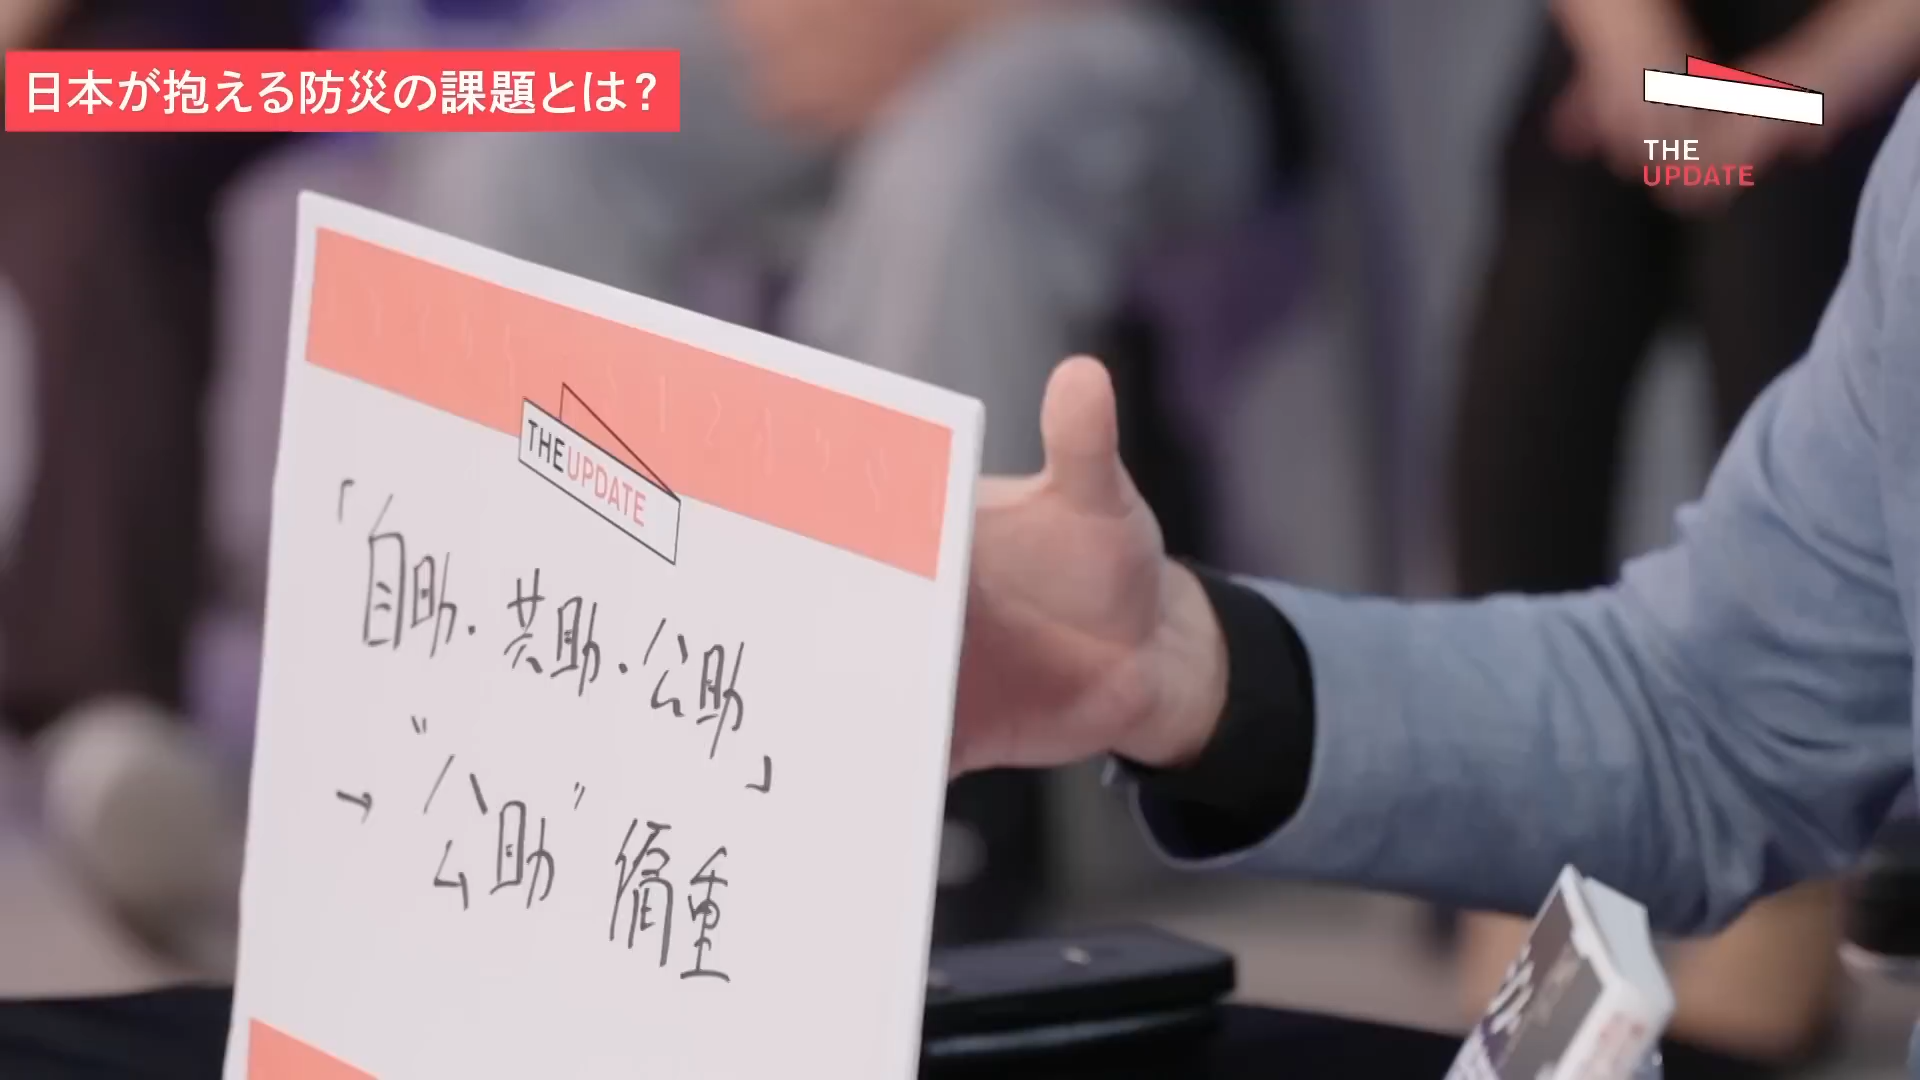 日本が抱える防災の課題とは？
THE
UPDATE
THE UPDATE
「自助・共助・公助」
→ "公助" 偏重